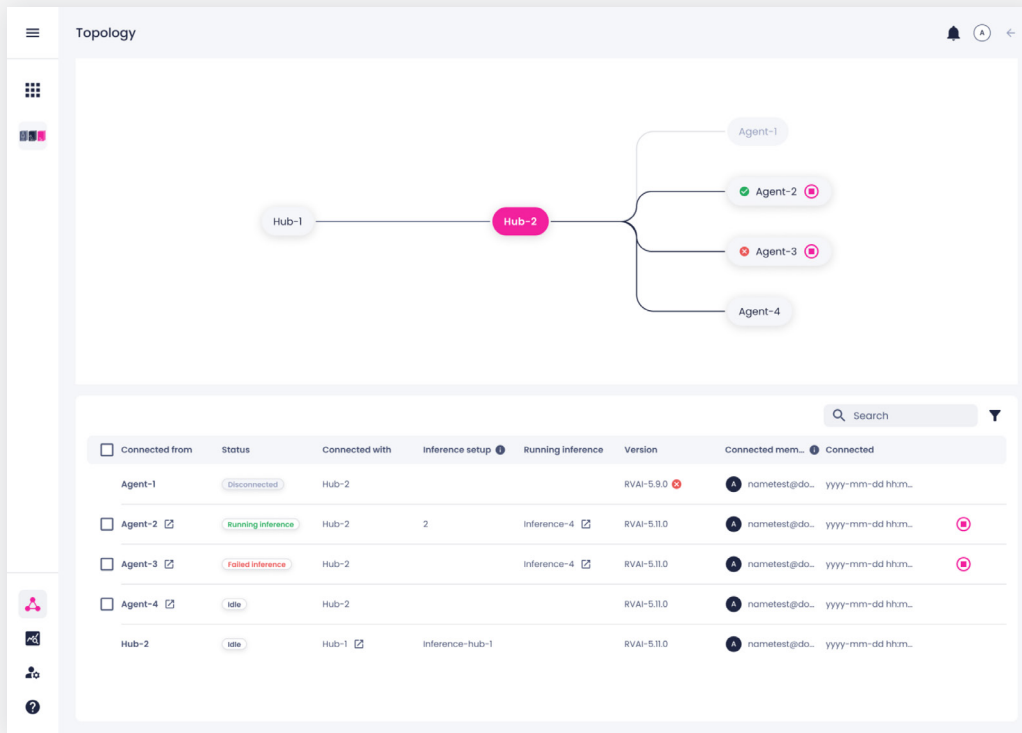 Topology
A
Agent-1
Agent-2
Hub-1
Hub-2
Agent-3
Agent-4
Search
Connected from Status Connected with Inference setup Running inference Version Connected mem... Connected
Agent-1 Disconnected Hub-2 RVAI-5.9.0 A nametest@do... yyyy-mm-dd hh:m...
Agent-2 Running inference Hub-2 2 Inference-4 RVAI-5.11.0 A nametest@do... yyyy-mm-dd hh:m...
Agent-3 Failed inference Hub-2 Inference-4 RVAI-5.11.0 A nametest@do... yyyy-mm-dd hh:m...
Agent-4 Idle Hub-2 RVAI-5.11.0 A nametest@do... yyyy-mm-dd hh:m...
Hub-2 Idle Hub-1 Inference-hub-1 RVAI-5.11.0 A nametest@do... yyyy-mm-dd hh:m...